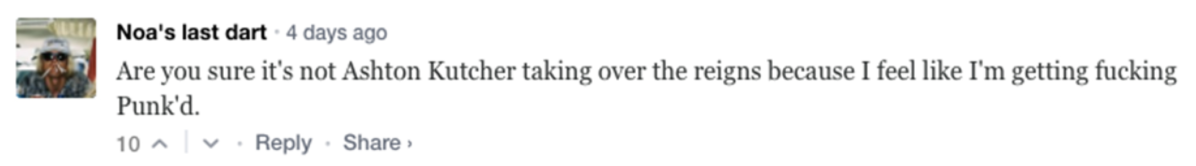 Noa's last dart · 4 days ago
Are you sure it's not Ashton Kutcher taking over the reigns because I feel like I'm getting fucking
Punk'd.
10 · Reply · Share ›